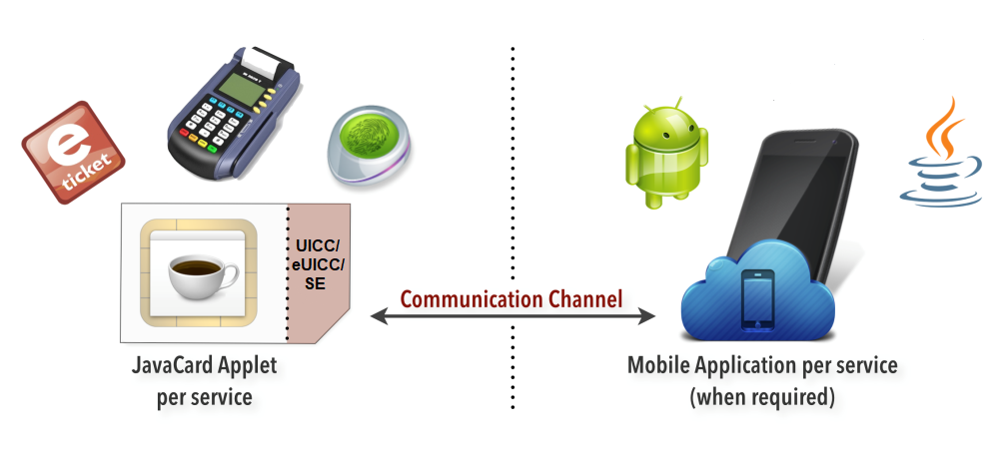 e
ticket
UICC/
eUICC/
SE
Communication Channel
JavaCard Applet
per service
Mobile Application per service
(when required)